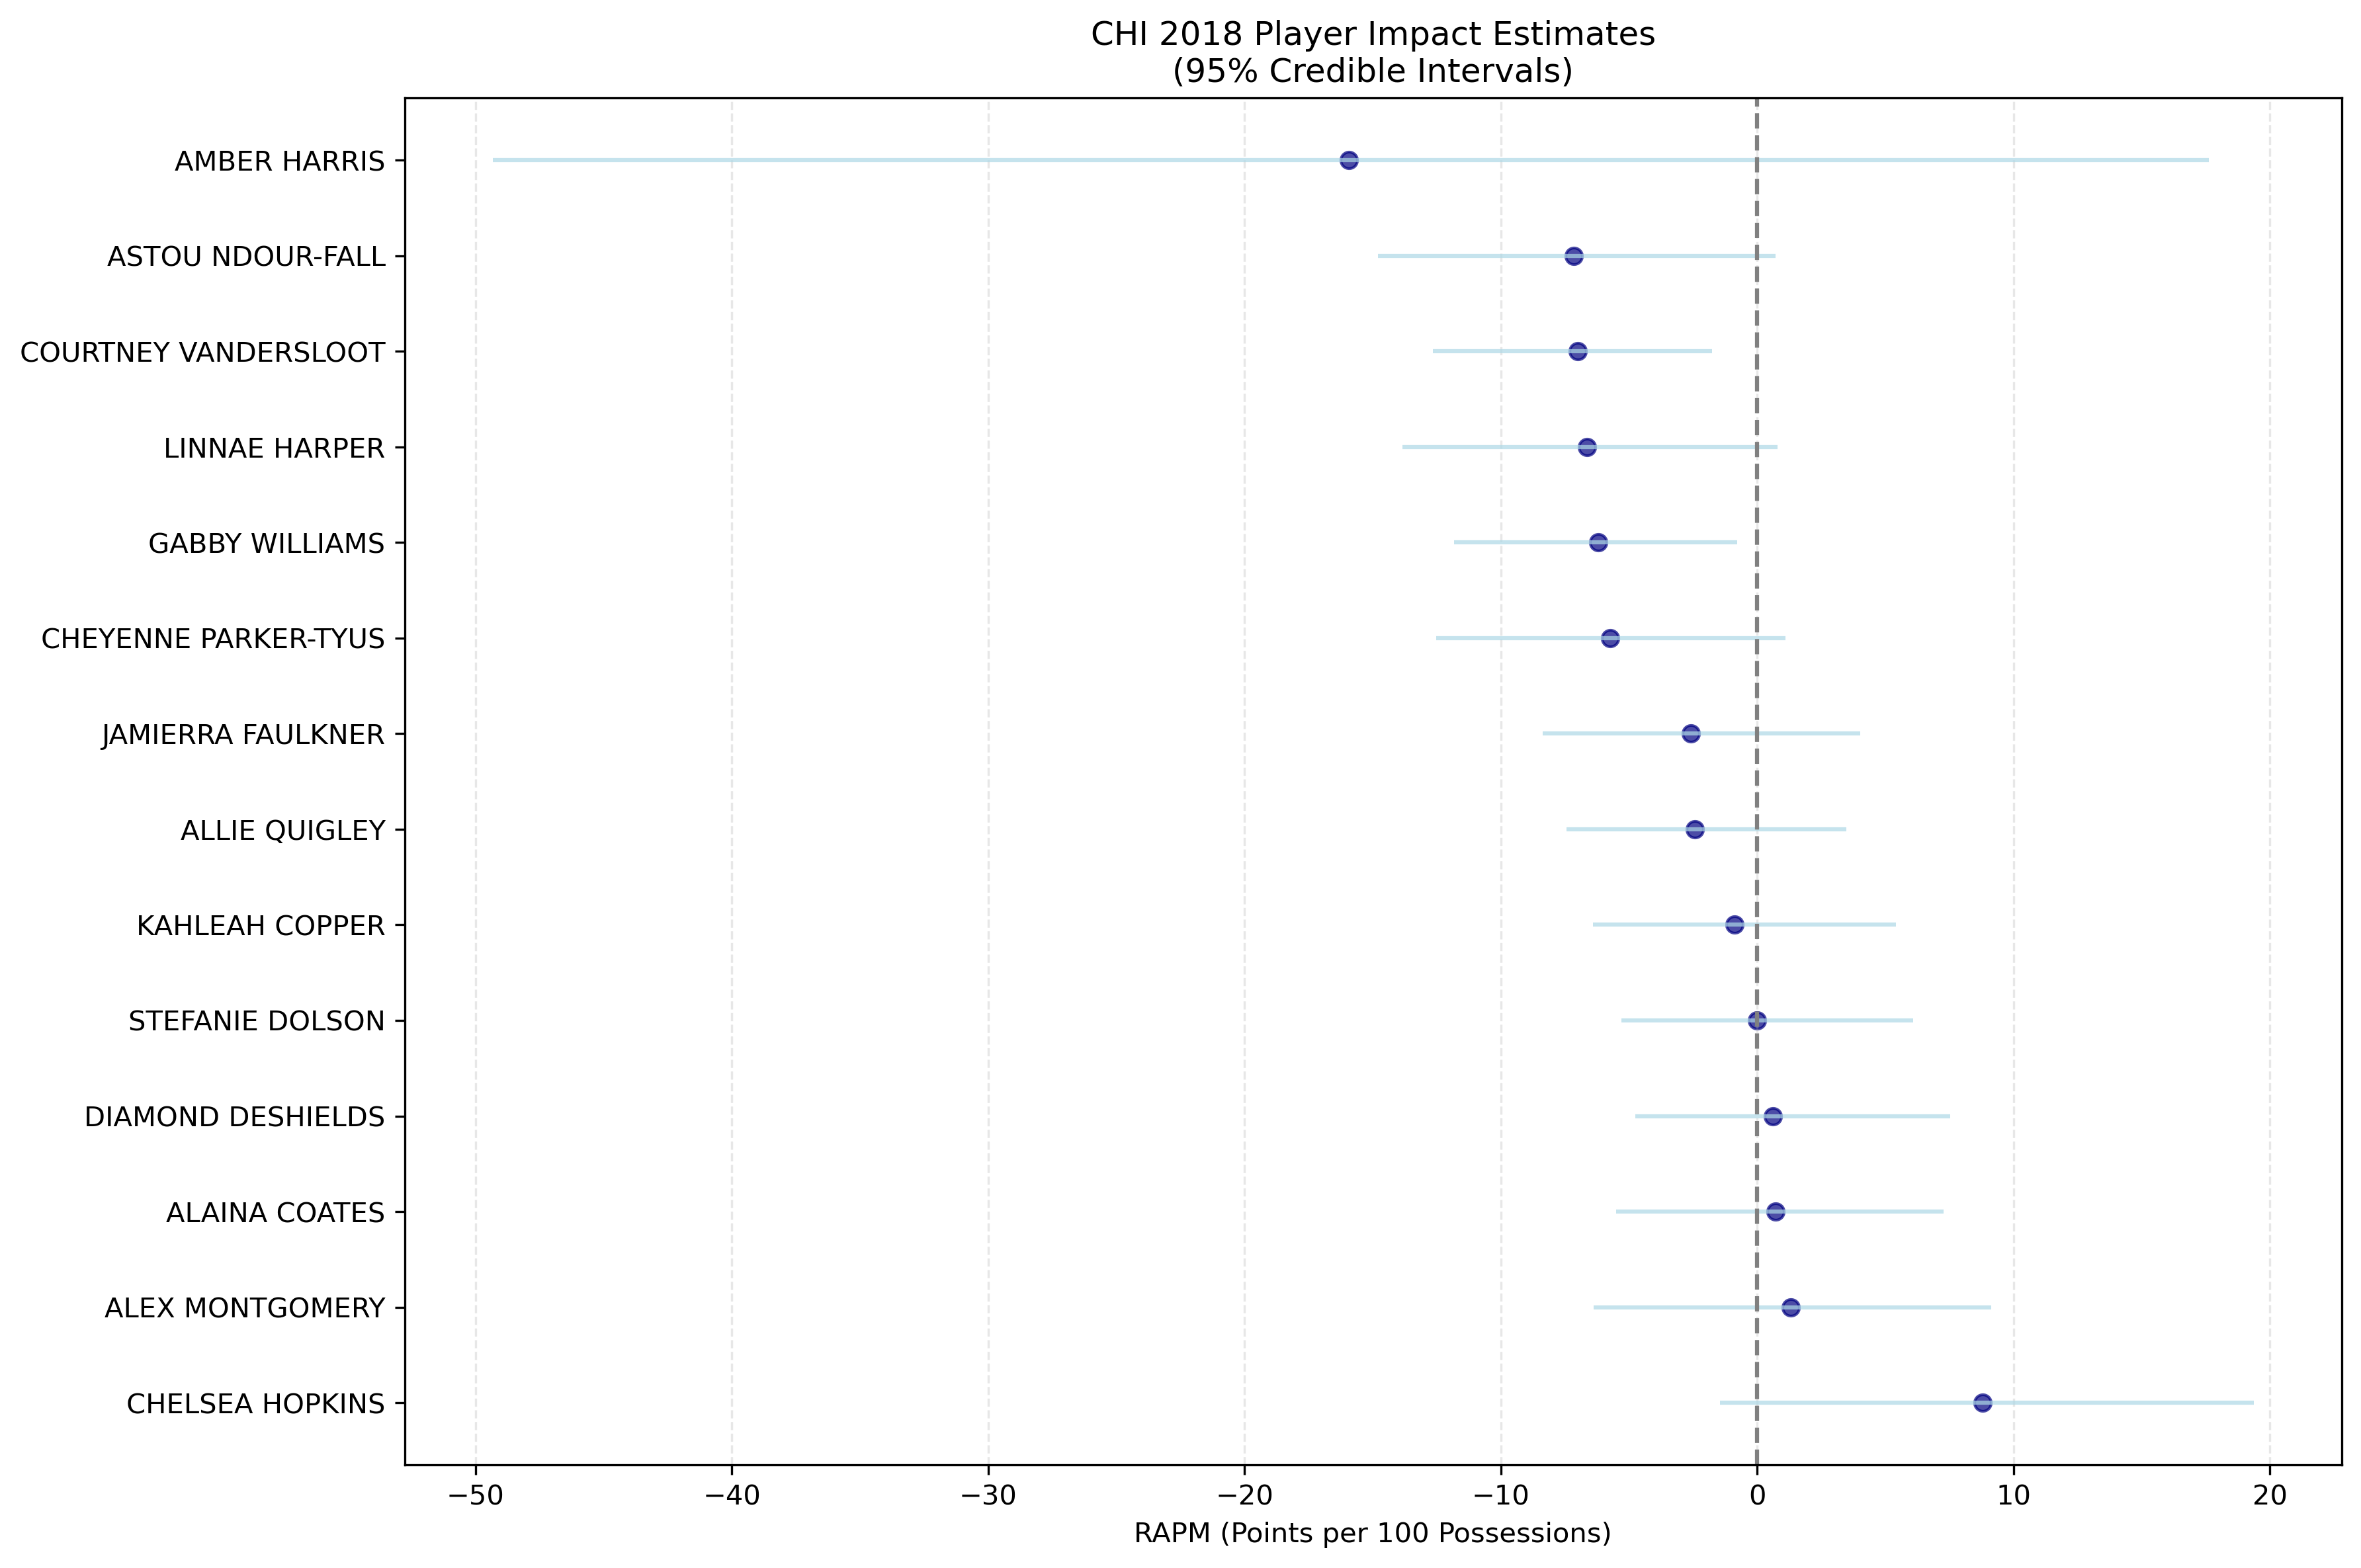 CHI 2018 Player Impact Estimates
(95% Credible Intervals)
AMBER HARRIS
ASTOU NDOUR-FALL
COURTNEY VANDERSLOOT
LINNAE HARPER
GABBY WILLIAMS
CHEYENNE PARKER-TYUS
JAMIERRA FAULKNER
ALLIE QUIGLEY
KAHLEAH COPPER
STEFANIE DOLSON
DIAMOND DESHIELDS
ALAINA COATES
ALEX MONTGOMERY
CHELSEA HOPKINS
−50 −40 −30 −20 −10 0 10 20
RAPM (Points per 100 Possessions)